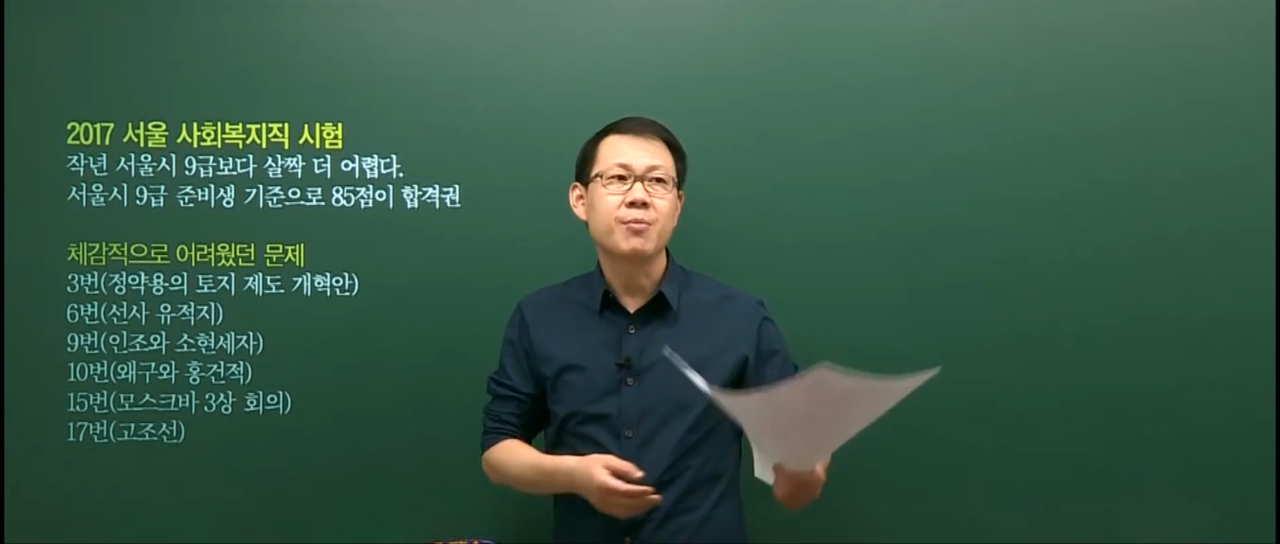 2017 서울 사회복지직 시험
작년 서울시 9급보다 살짝 더 어렵다.
서울시 9급 준비생 기준으로 85점이 합격권
체감적으로 어려웠던 문제
3번(정약용의 토지 제도 개혁안)
6번(선사 유적지)
9번(인조와 소현세자)
10번(왜구와 홍건적)
15번(모스크바 3상 회의)
17번(고조선)